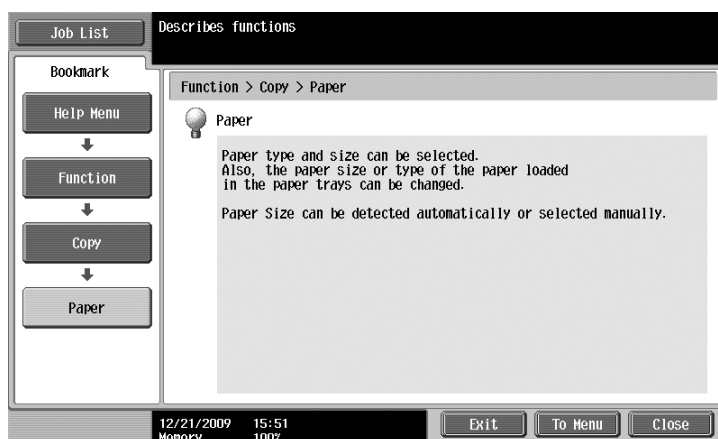 Job List
Describes functions
Bookmark
Help Menu
Function
Copy
Paper
Function > Copy > Paper
Paper
Paper type and size can be selected.
Also, the paper size or type of the paper loaded
in the paper trays can be changed.
Paper Size can be detected automatically or selected manually.
12/21/2009 15:51
Memory 100%
Exit
To Menu
Close